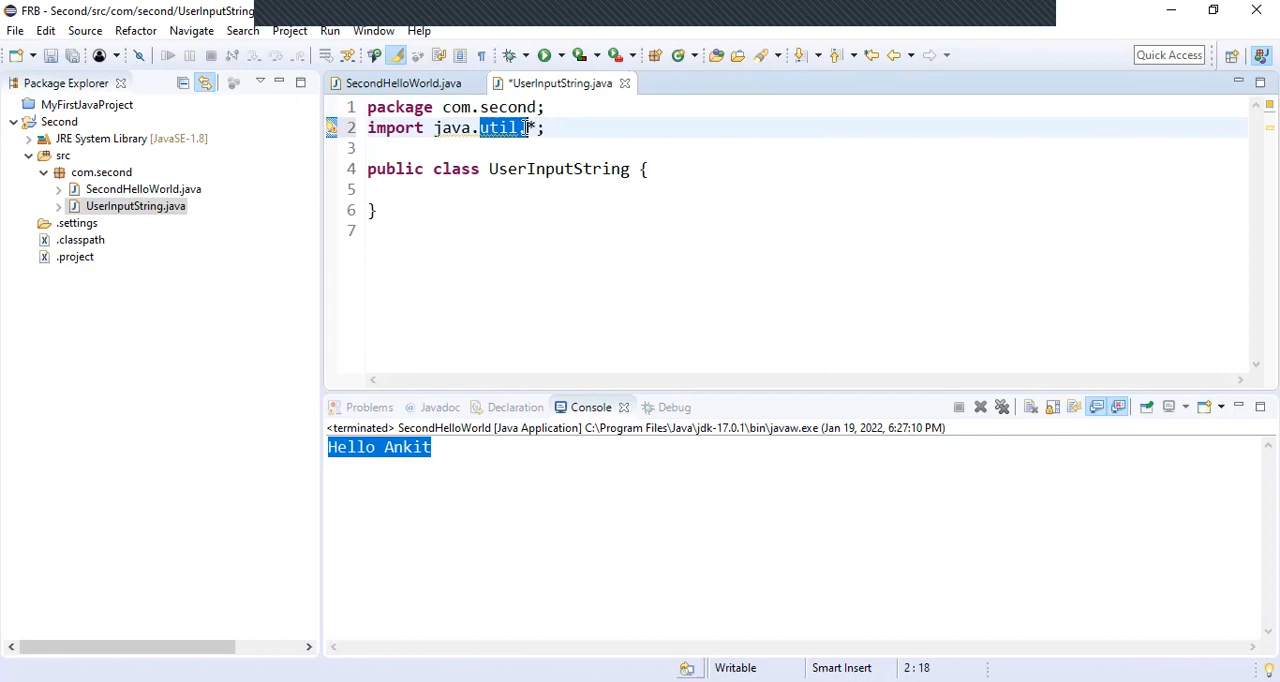 FRB - Second/src/com/second/UserInputString
File Edit Source Refactor Navigate Search Project Run Window Help
Quick Access
Package Explorer
SecondHelloWorld.java *UserInputString.java
MyFirstJavaProject
Second
JRE System Library [JavaSE-1.8]
src
com.second
SecondHelloWorld.java
UserInputString.java
.settings
.classpath
.project
1 package com.second;
2 import java.util.*;
3
4 public class UserInputString {
5
6 }
7
Problems Javadoc Declaration Console Debug
<terminated> SecondHelloWorld [Java Application] C:\Program Files\Java\jdk-17.0.1\bin\javaw.exe (Jan 19, 2022, 6:27:10 PM)
Hello Ankit
Writable Smart Insert 2 : 18